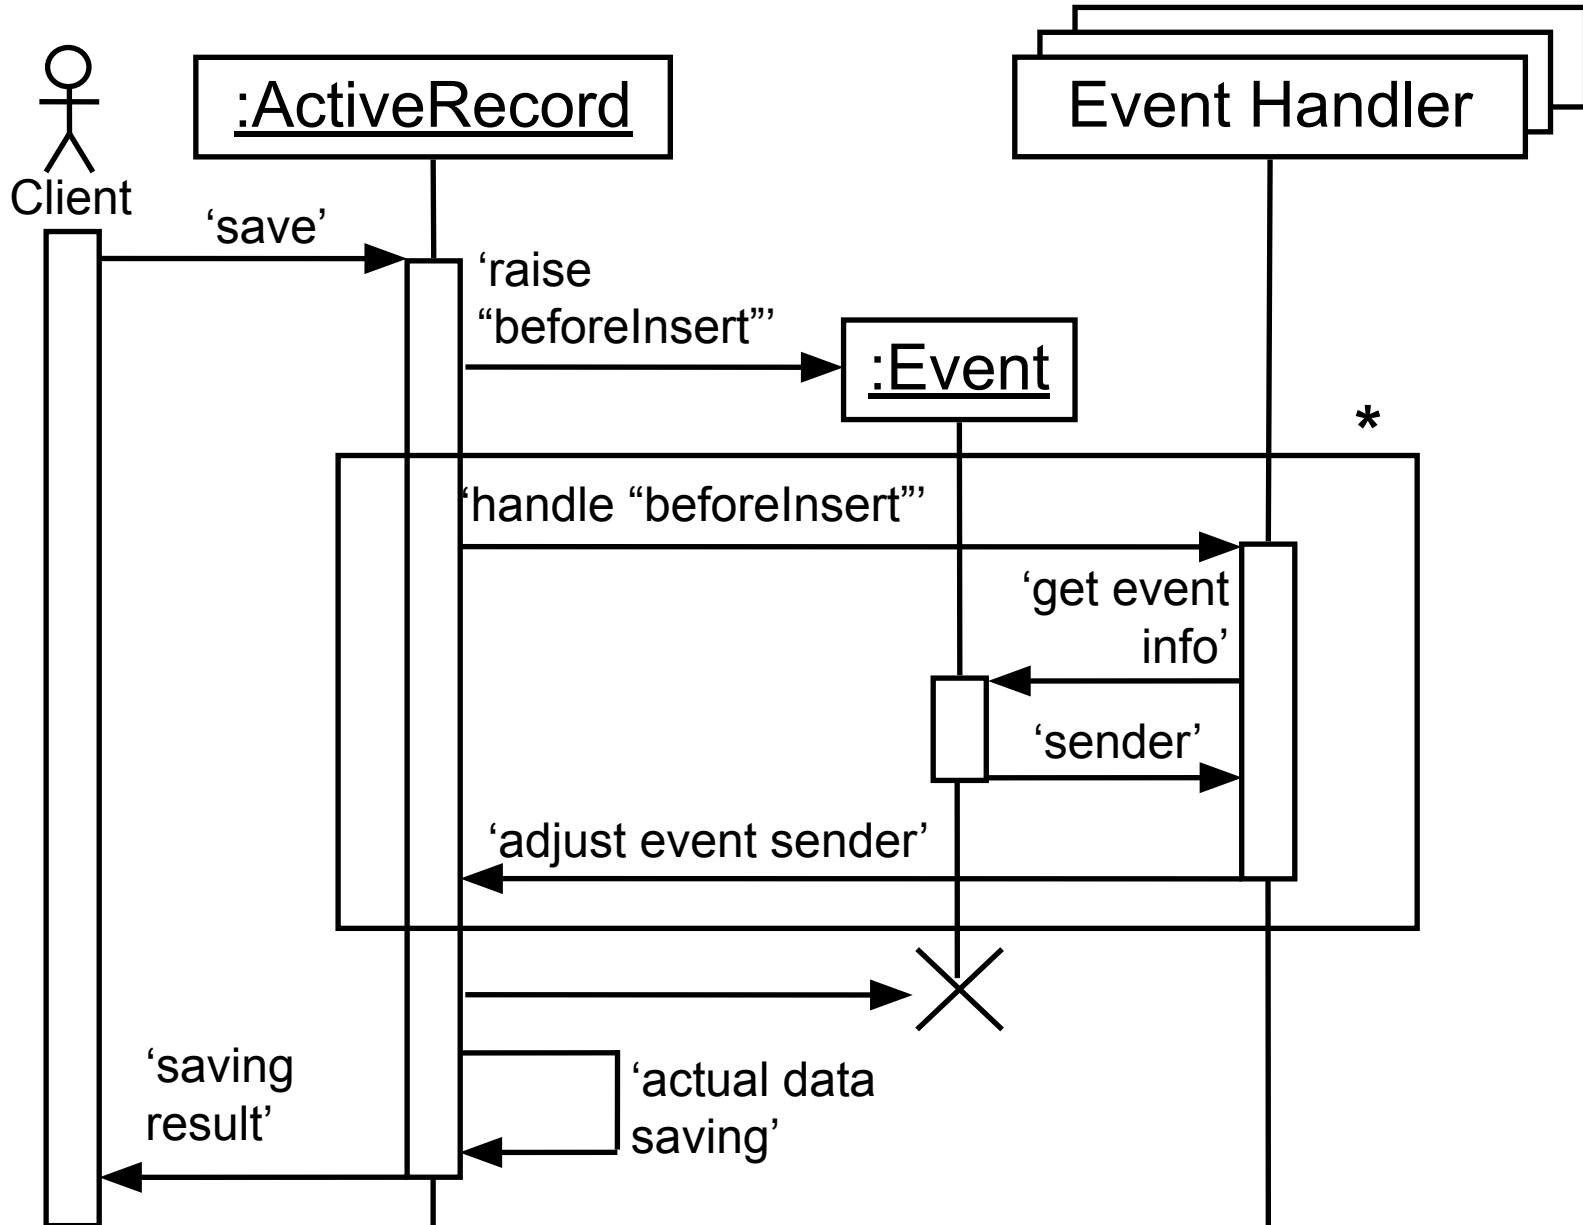 :ActiveRecord
Event Handler
Client
‘save’
‘raise
“beforeInsert”’
:Event
*
‘handle “beforeInsert”’
‘get event
info’
‘sender’
‘adjust event sender’
‘saving
result’
‘actual data
saving’